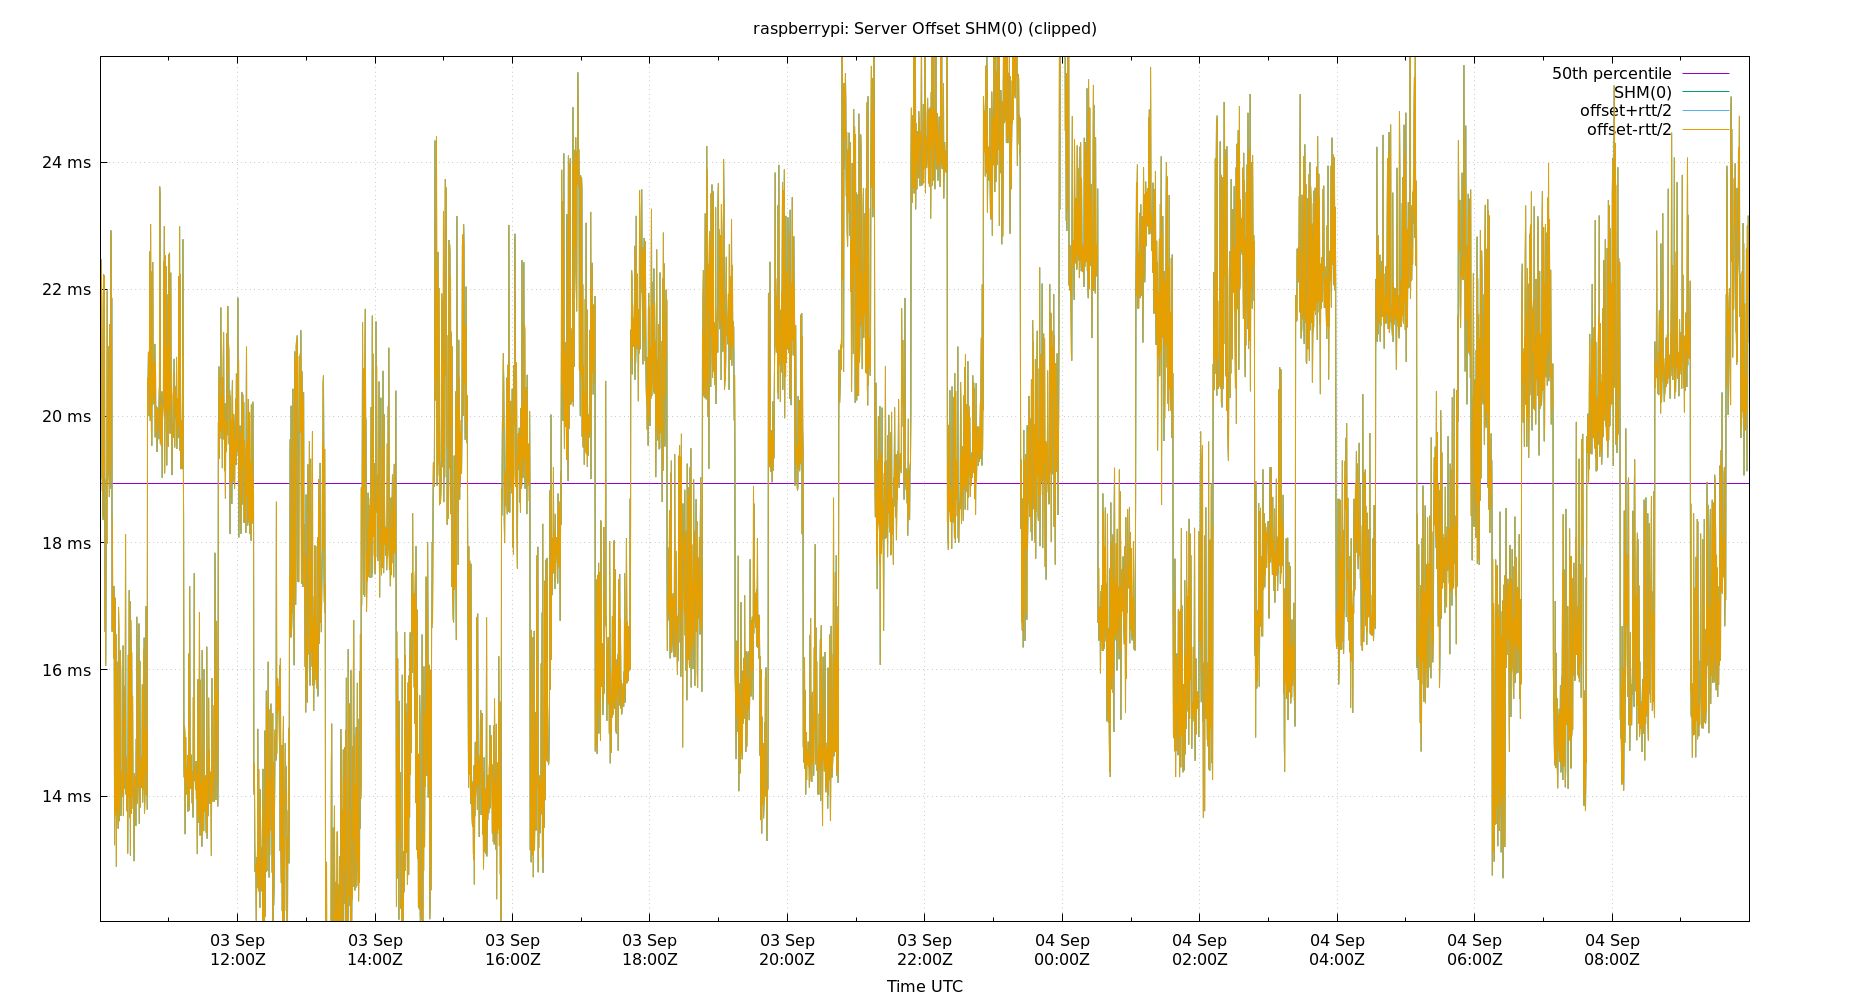 raspberrypi: Server Offset SHM(0) (clipped)
50th percentile
SHM(0)
offset+rtt/2
offset-rtt/2
24 ms
22 ms
20 ms
18 ms
16 ms
14 ms
03 Sep 03 Sep 03 Sep 03 Sep 03 Sep 03 Sep 04 Sep 04 Sep 04 Sep 04 Sep 04 Sep
12:00Z 14:00Z 16:00Z 18:00Z 20:00Z 22:00Z 00:00Z 02:00Z 04:00Z 06:00Z 08:00Z
Time UTC